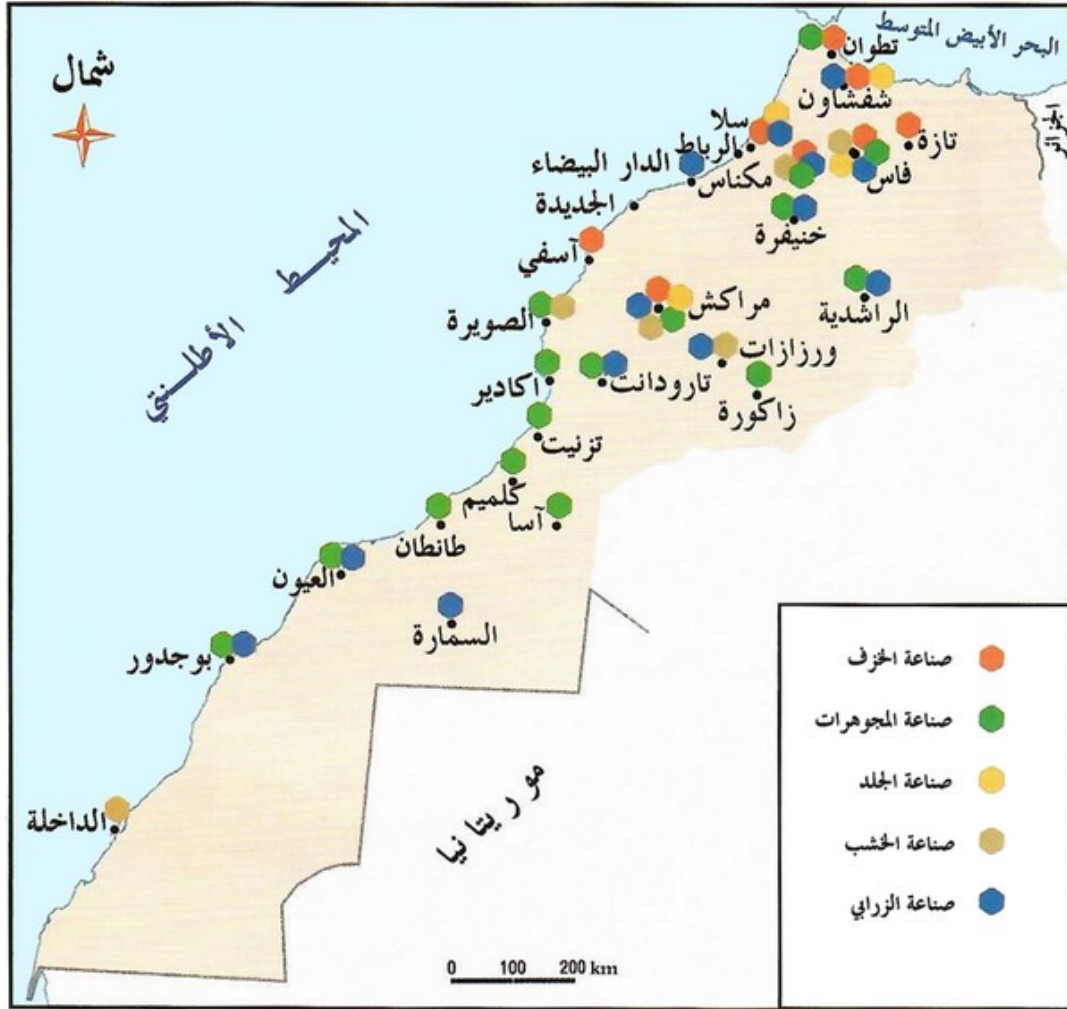 البحر الأبيض المتوسط
شمال
تطوان
شفشاون
الجزائر
تازة
سلا
الرباط
فاس
الدار البيضاء
مكناس
الجديدة
خنيفرة
آسفي
المحيط الأطلنتي
مراكش
الراشدية
الصويرة
ورزازات
تارودانت
اكادير
زاكورة
تزنيت
كلميم
آسا
طانطان
العيون
السمارة
بوجدور
موريتانيا
الداخلة
صناعة الخزف
صناعة المجوهرات
صناعة الجلد
صناعة الخشب
صناعة الزرابي
0 100 200 km